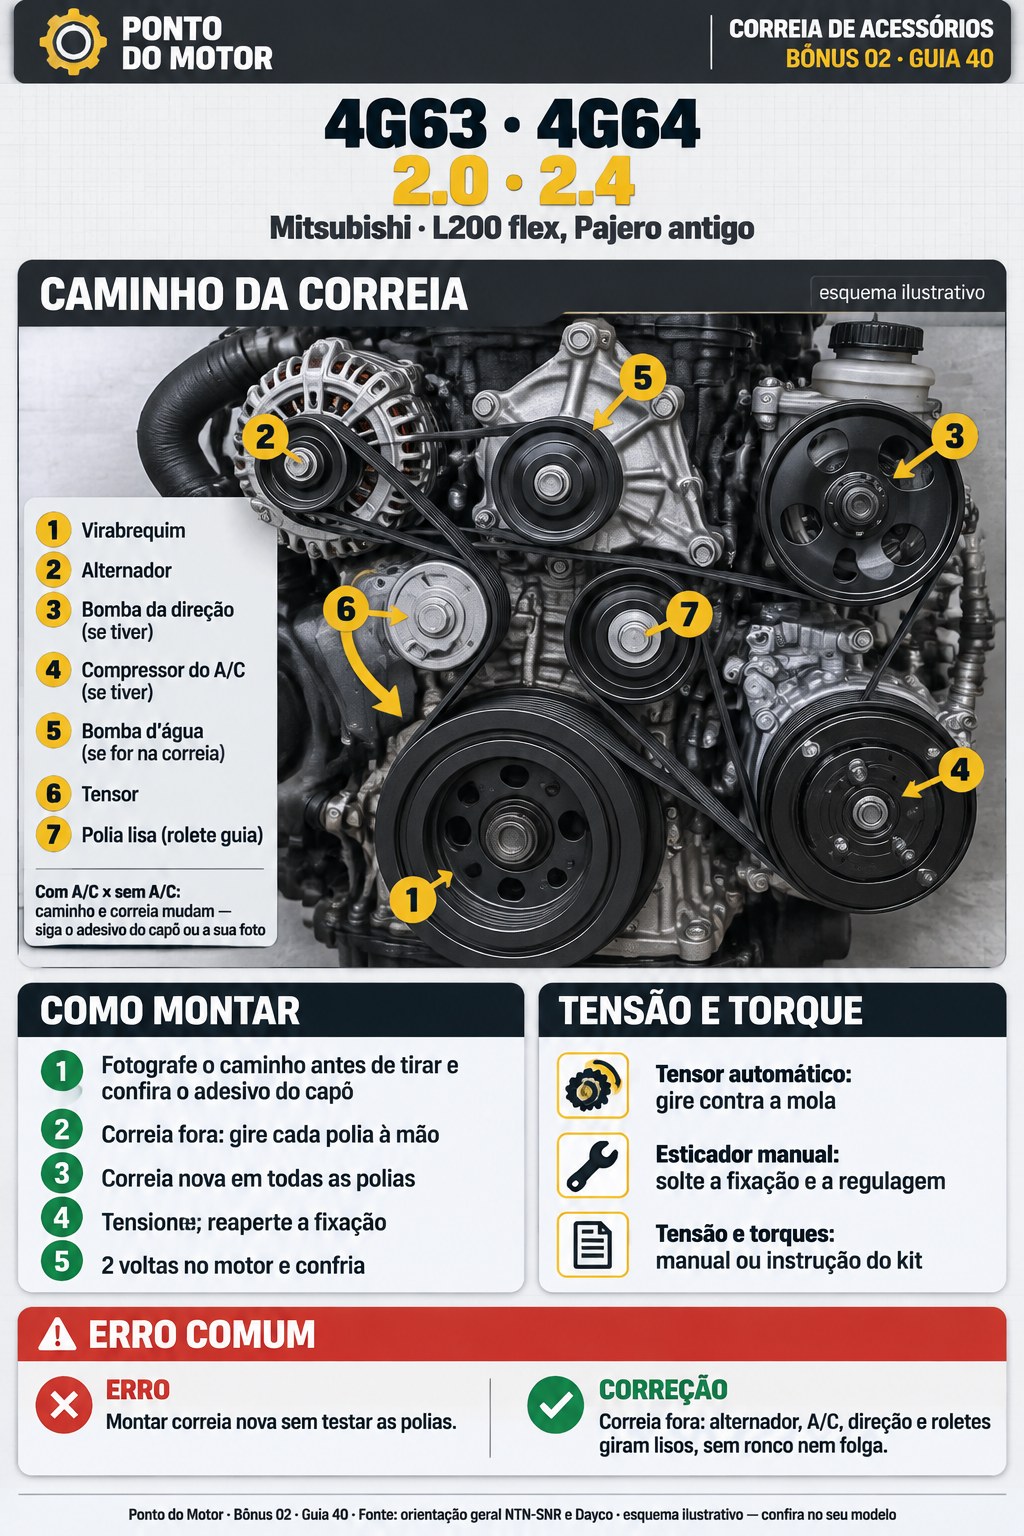 PONTO
DO MOTOR
CORREIA DE ACESSÓRIOS
BÔNUS 02 · GUIA 40
4G63 · 4G64
2.0 · 2.4
Mitsubishi · L200 flex, Pajero antigo
CAMINHO DA CORREIA
esquema ilustrativo
5
2
3
6
7
4
1
1 Virabrequim
2 Alternador
3 Bomba da direção
(se tiver)
4 Compressor do A/C
(se tiver)
5 Bomba d'água
(se for na correia)
6 Tensor
7 Polia lisa (rolete guia)
Com A/C × sem A/C:
caminho e correia mudam —
siga o adesivo do capô ou a sua foto
COMO MONTAR
1 Fotografe o caminho antes de tirar e
confira o adesivo do capô
2 Correia fora: gire cada polia à mão
3 Correia nova em todas as polias
4 reaperte a fixação
5 2 voltas no motor e confria
TENSÃO E TORQUE
Tensor automático:
gire contra a mola
Esticador manual:
solte a fixação e a regulagem
Tensão e torques:
manual ou instrução do kit
ERRO COMUM
ERRO
Montar correia nova sem testar as polias.
CORREÇÃO
Correia fora: alternador, A/C, direção e roletes
giram lisos, sem ronco nem folga.
Ponto do Motor · Bônus 02 · Guia 40 · Fonte: orientação geral NTN-SNR e Dayco · esquema ilustrativo — confira no seu modelo